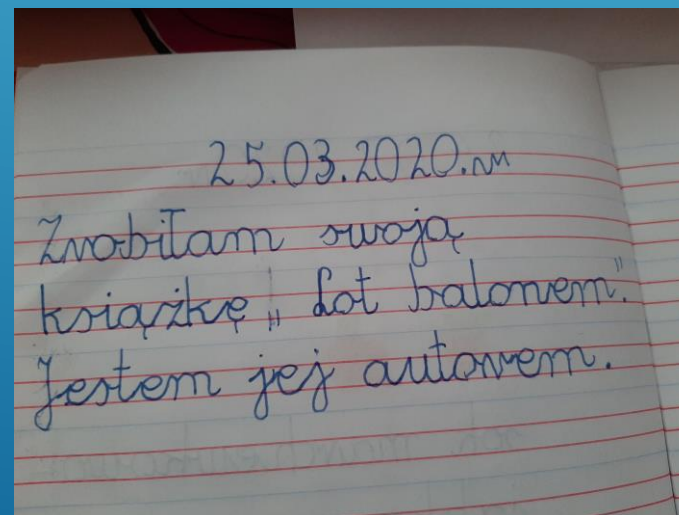 25.03.2020.
Zrobiłam swoją
książkę „Lot balonem".
Jestem jej autorem.